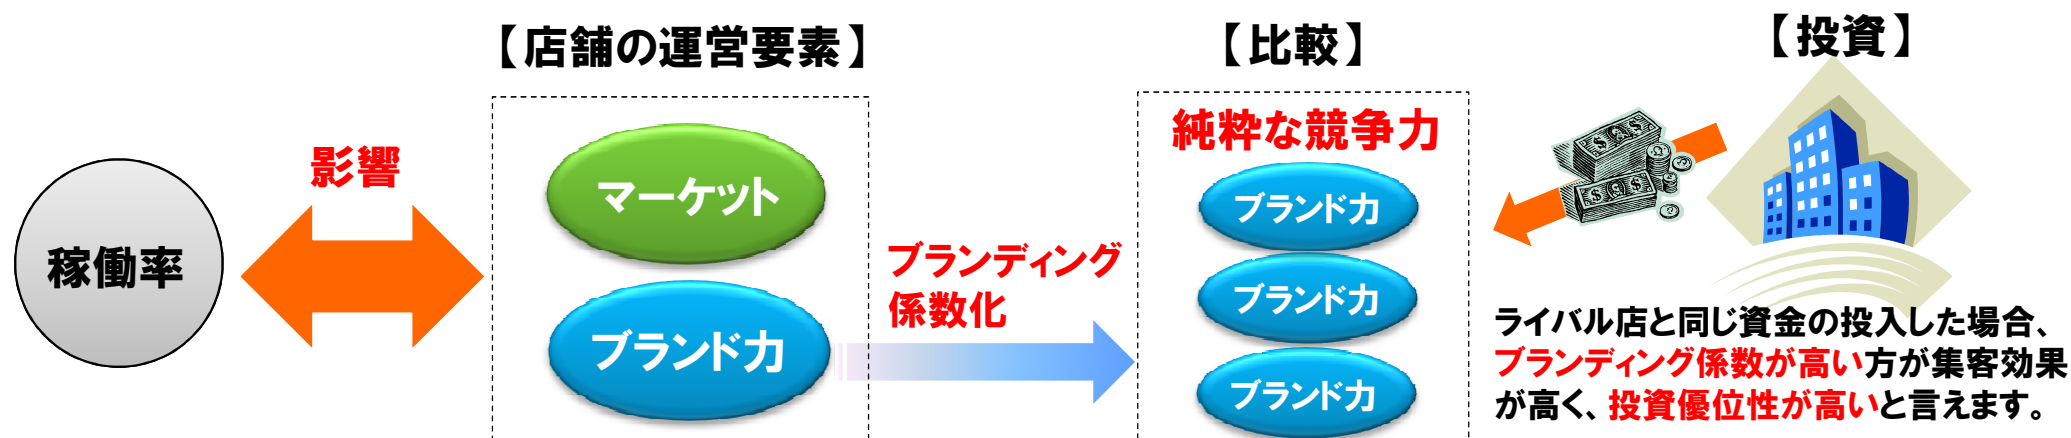 【店舗の運営要素】
【比較】
【投資】
稼働率
影響
マーケット
ブランド力
ブランディング
係数化
純粋な競争力
ブランド力
ブランド力
ブランド力
ライバル店と同じ資金の投入した場合、
ブランディング係数が高い方が集客効果
が高く、投資優位性が高いと言えます。